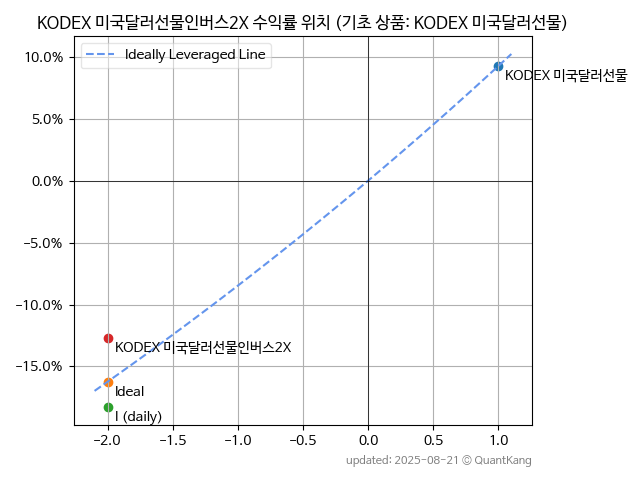 KODEX 미국달러선물인버스2X 수익률 위치 (기초 상품: KODEX 미국달러선물)
10.0%
Ideally Leveraged Line
KODEX 미국달러선물
5.0%
0.0%
−5.0%
−10.0%
KODEX 미국달러선물인버스2X
−15.0%
Ideal
I (daily)
−2.0 −1.5 −1.0 −0.5 0.0 0.5 1.0
updated: 2025-08-21 © QuantKang